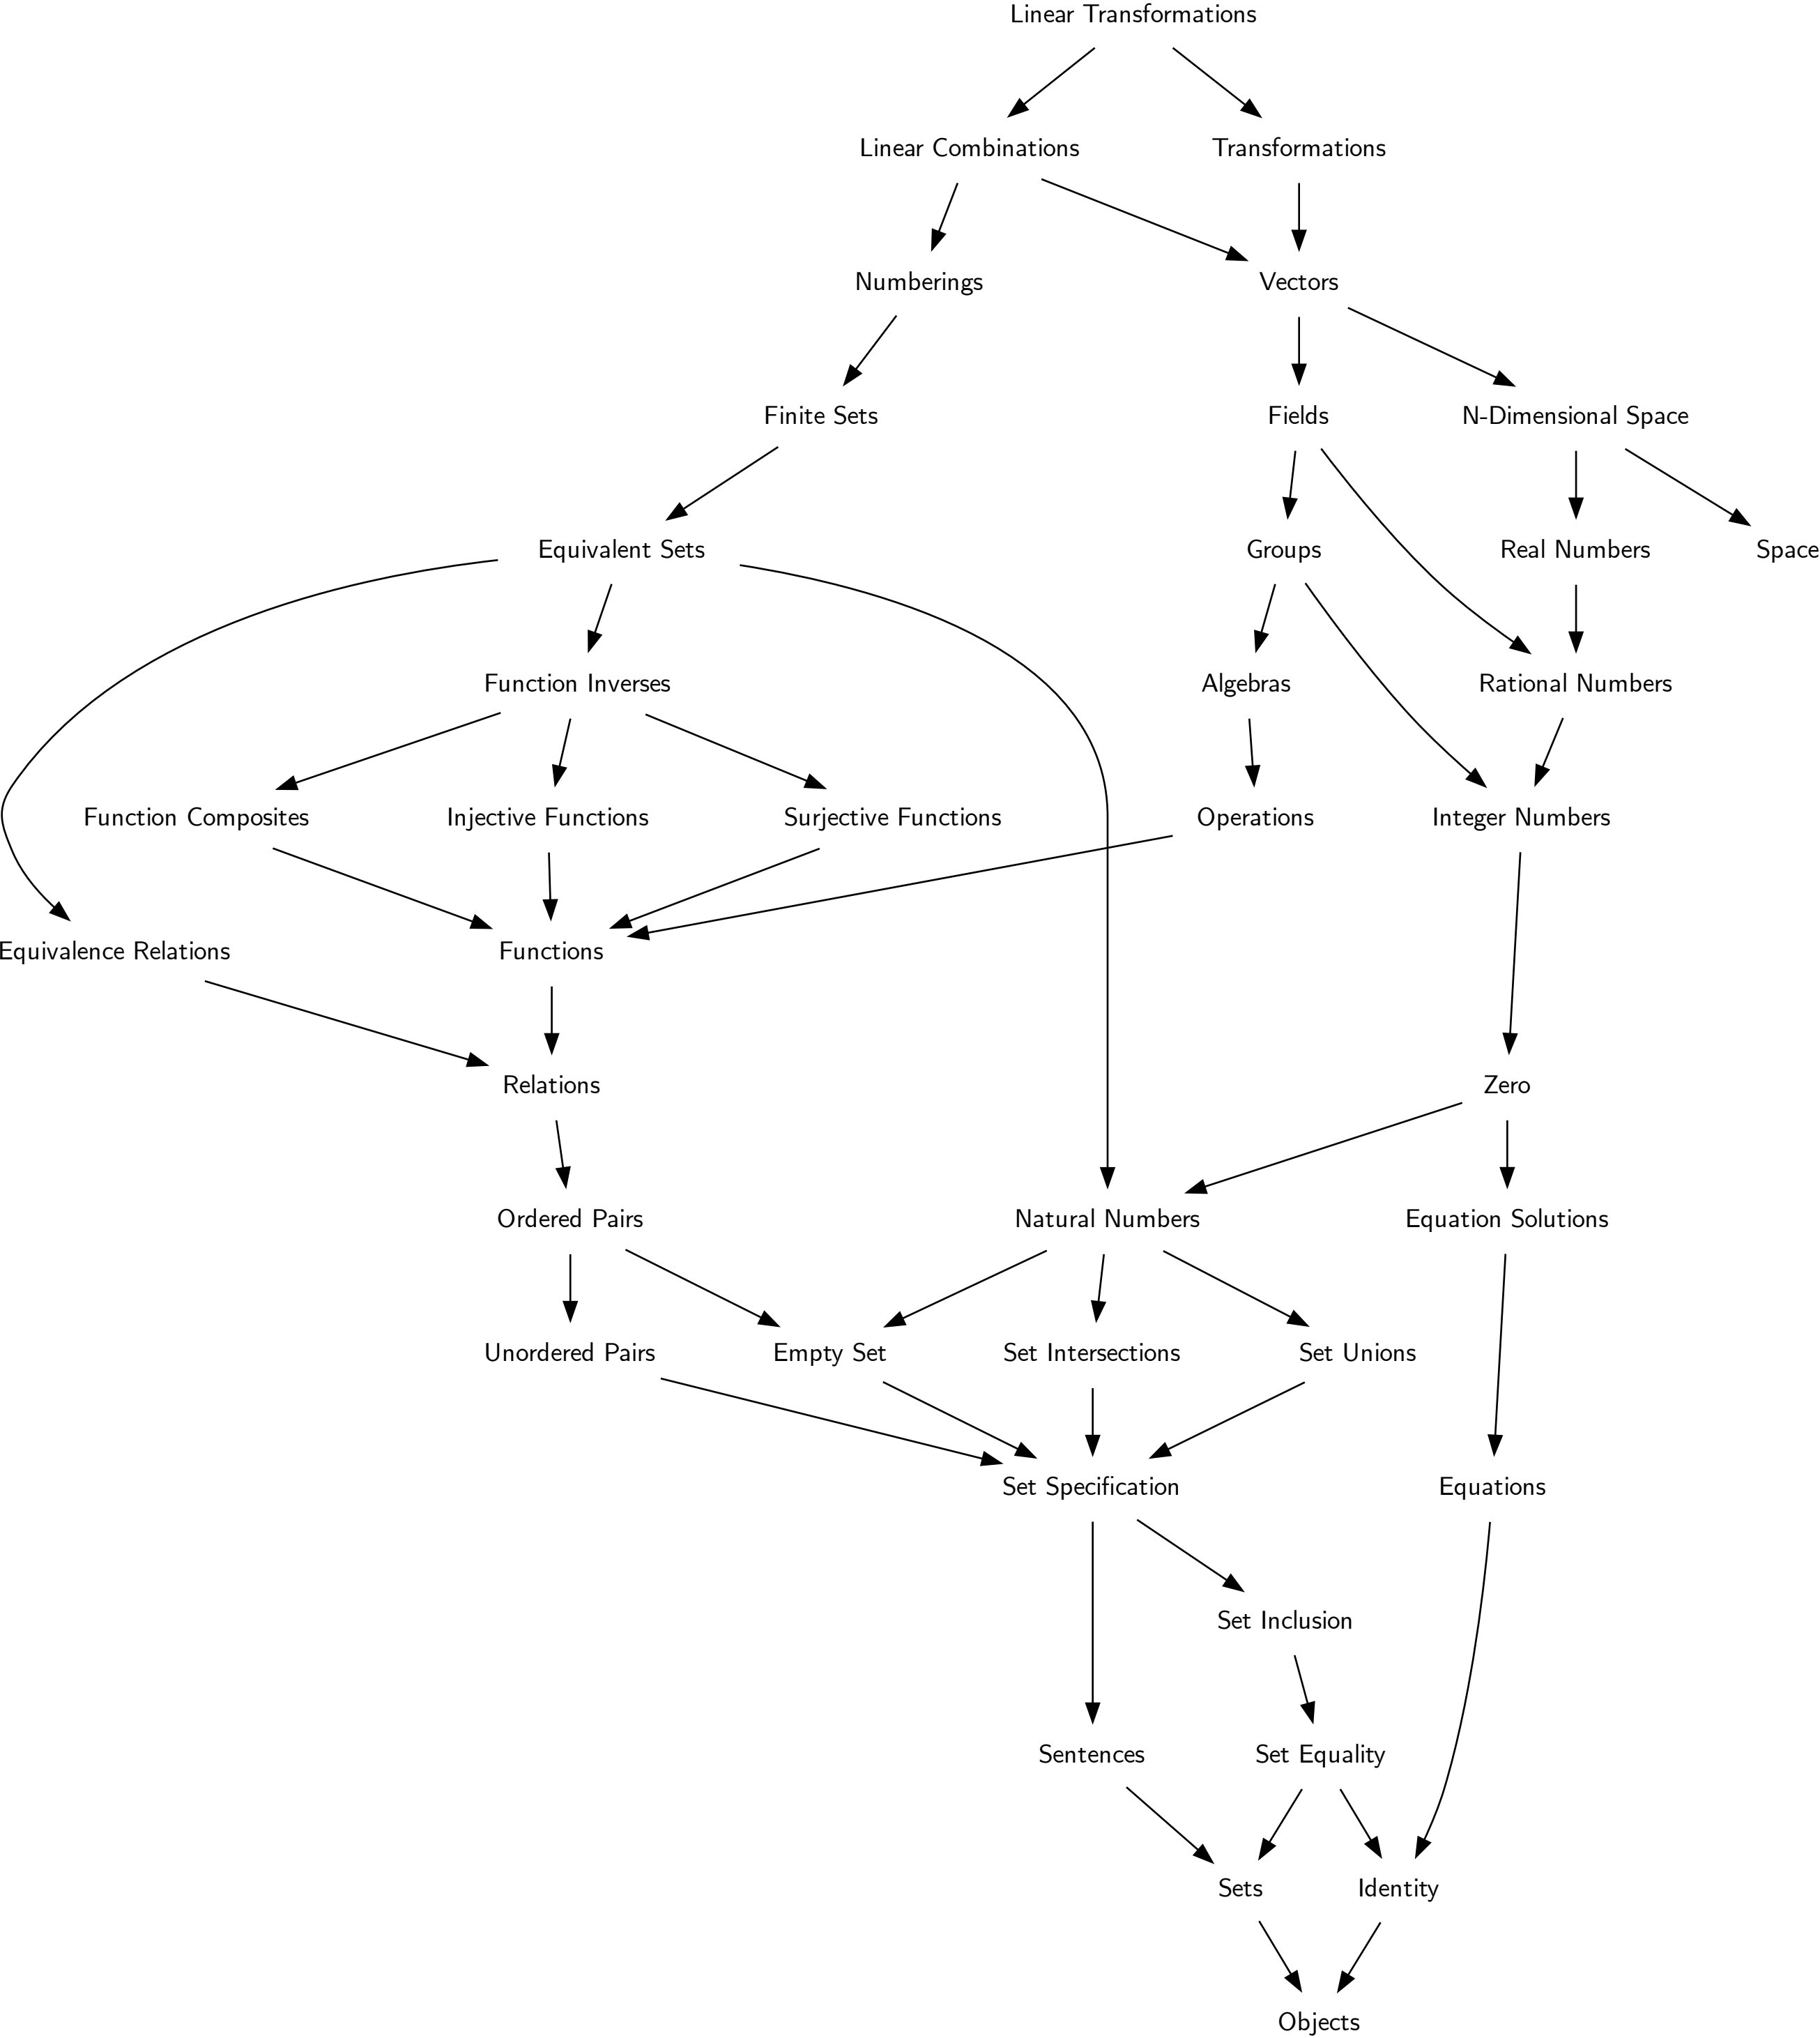 Linear Transformations
Linear Combinations
Transformations
Numberings
Vectors
Finite Sets
Fields
N-Dimensional Space
Equivalent Sets
Groups
Real Numbers
Space
Function Inverses
Algebras
Rational Numbers
Function Composites
Injective Functions
Surjective Functions
Operations
Integer Numbers
Equivalence Relations
Functions
Relations
Zero
Ordered Pairs
Natural Numbers
Equation Solutions
Unordered Pairs
Empty Set
Set Intersections
Set Unions
Set Specification
Equations
Set Inclusion
Sentences
Set Equality
Sets
Identity
Objects